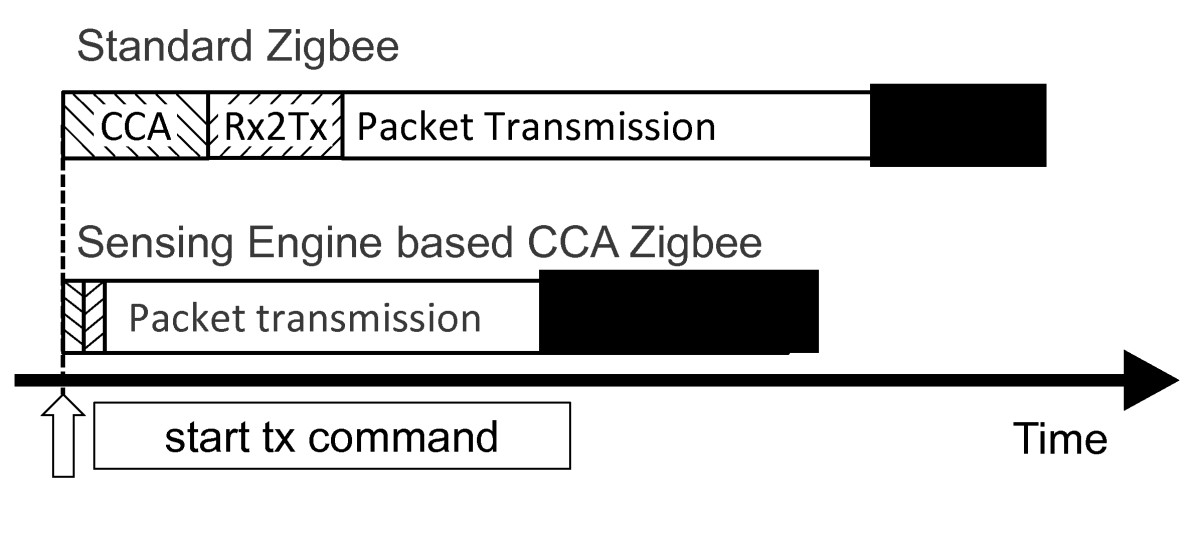 Standard Zigbee
CCA Rx2Tx Packet Transmission
Sensing Engine based CCA Zigbee
Packet transmission
start tx command
Time